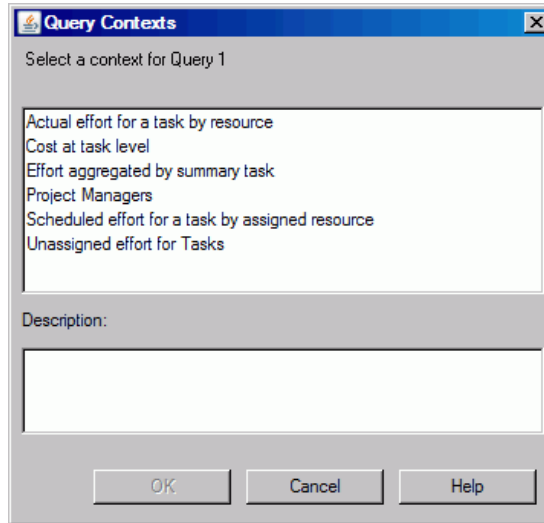 Query Contexts
Select a context for Query 1
Actual effort for a task by resource
Cost at task level
Effort aggregated by summary task
Project Managers
Scheduled effort for a task by assigned resource
Unassigned effort for Tasks
Description:
OK Cancel Help